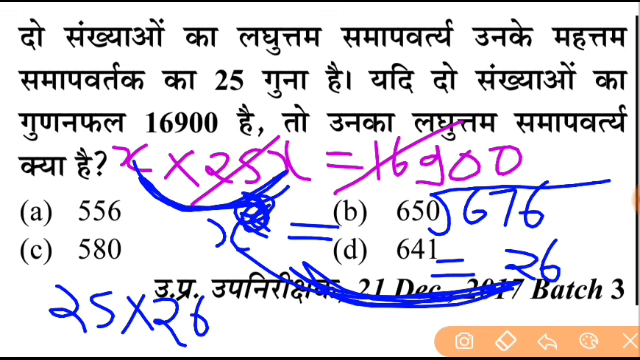 दो संख्याओं का लघुत्तम समापवर्त्य उनके महत्तम
समापवर्तक का 25 गुना है। यदि दो संख्याओं का
गुणनफल 16900 है, तो उनका लघुत्तम समापवर्त्य
क्या है? x × 25x = 16900
(a) 556 (b) 650 √676
(c) 580 x = (d) 641 = 26
उ.प्र. उपनिरीक्षक, 21 Dec., 2017 Batch 3
25×26